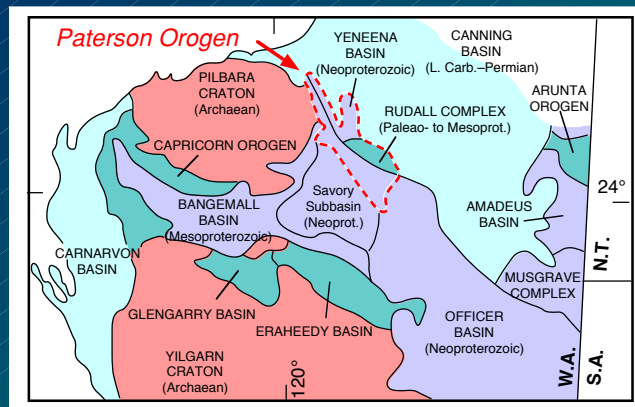 Paterson Orogen
YENEENA
BASIN
(Neoproterozoic)
CANNING
BASIN
(L. Carb.–Permian)
PILBARA
CRATON
(Archaean)
ARUNTA
OROGEN
RUDALL COMPLEX
(Paleo- to Mesoprot.)
CAPRICORN OROGEN
24°
BANGEMALL
BASIN
(Mesoproterozoic)
Savory
Subbasin
(Neoprot.)
AMADEUS
BASIN
CARNARVON
BASIN
N.T.
MUSGRAVE
COMPLEX
GLENGARRY BASIN
ERAHEEDY BASIN
OFFICER
BASIN
(Neoproterozoic)
YILGARN
CRATON
(Archaean)
120°
W.A.
S.A.